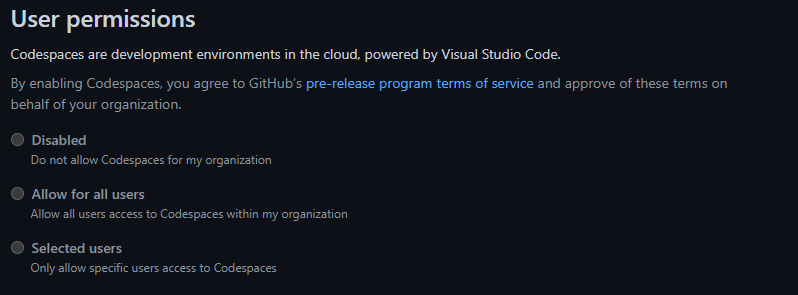 User permissions
Codespaces are development environments in the cloud, powered by Visual Studio Code.
By enabling Codespaces, you agree to GitHub's pre-release program terms of service and approve of these terms on
behalf of your organization.
Disabled
Do not allow Codespaces for my organization
Allow for all users
Allow all users access to Codespaces within my organization
Selected users
Only allow specific users access to Codespaces